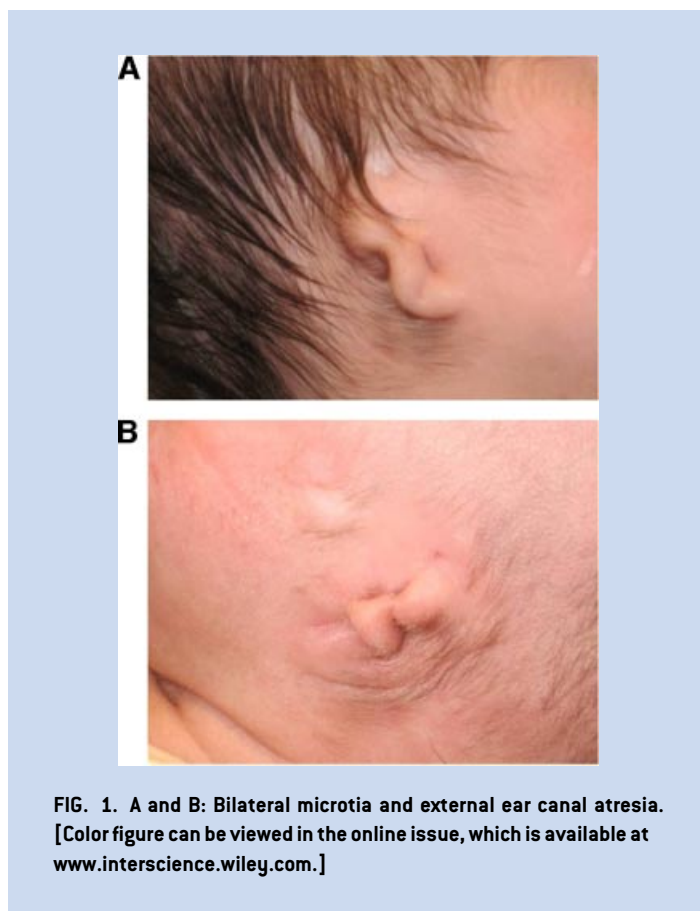 A
B
FIG. 1. A and B: Bilateral microtia and external ear canal atresia.
[Color figure can be viewed in the online issue, which is available at
www.interscience.wiley.com.]